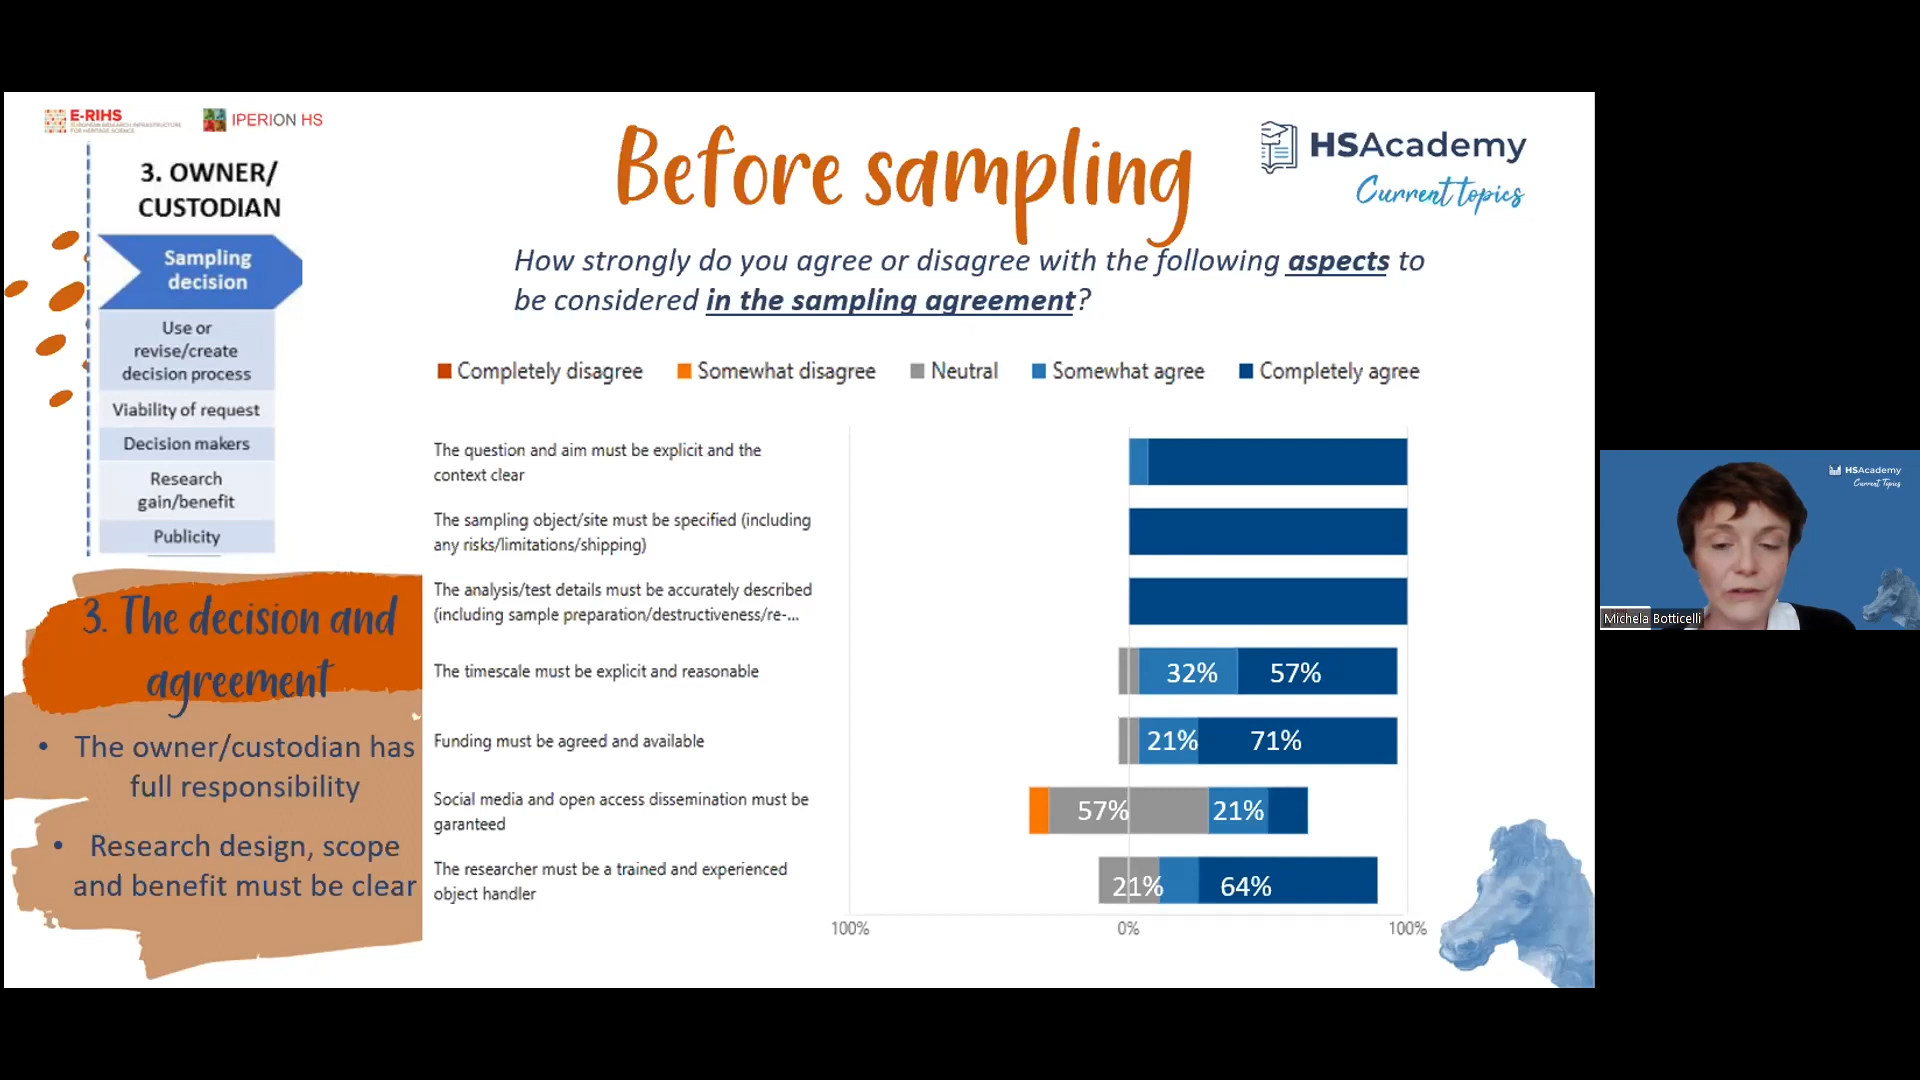 E-RIHS
EUROPEAN RESEARCH INFRASTRUCTURE
FOR HERITAGE SCIENCE
IPERION HS
3. OWNER/
CUSTODIAN
Sampling
decision
Use or
revise/create
decision process
Viability of request
Decision makers
Research
gain/benefit
Publicity
3. The decision and
agreement
• The owner/custodian has
full responsibility
• Research design, scope
and benefit must be clear
Before sampling
HSAcademy
Current topics
How strongly do you agree or disagree with the following aspects to
be considered in the sampling agreement?
Completely disagree Somewhat disagree Neutral Somewhat agree Completely agree
The question and aim must be explicit and the
context clear
The sampling object/site must be specified (including
any risks/limitations/shipping)
The analysis/test details must be accurately described
(including sample preparation/destructiveness/re-...
The timescale must be explicit and reasonable
32% 57%
Funding must be agreed and available
21% 71%
Social media and open access dissemination must be
garanteed
57% 21%
The researcher must be a trained and experienced
object handler
21% 64%
100% 0% 100%
HSAcademy
Current Topics
Michela Botticelli